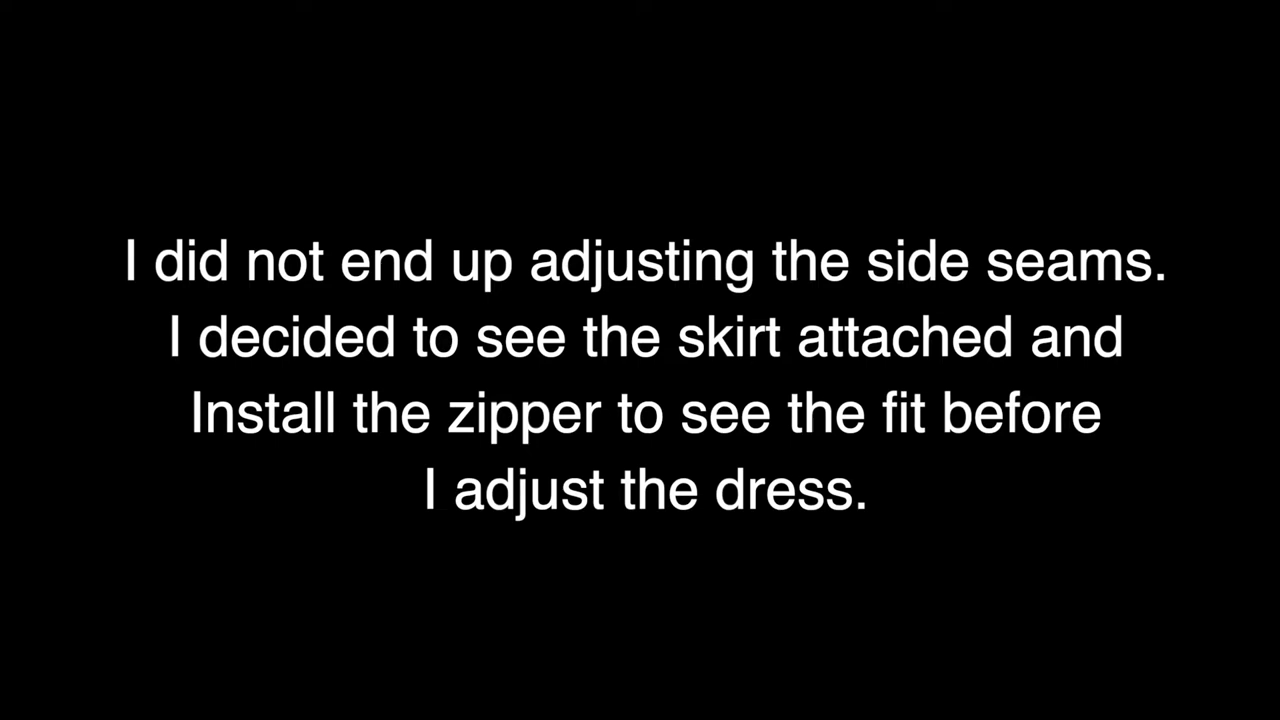 I did not end up adjusting the side seams.
I decided to see the skirt attached and
Install the zipper to see the fit before
I adjust the dress.